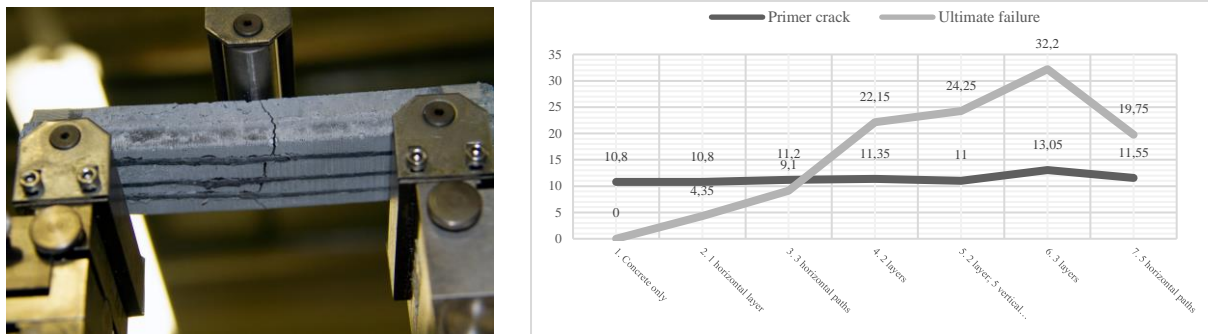 Primer crack Ultimate failure
35
30
25
20
15
10
5
0
32,2
24,25
22,15
19,75
10,8 10,8 11,2 11,35 11 13,05 11,55
9,1
4,35
0
1. Concrete only
2. 1 horizontal layer
3. 3 horizontal paths
4. 2 layers
5. 2 layer; 5 vertical…
6. 3 layers
7. 5 horizontal paths